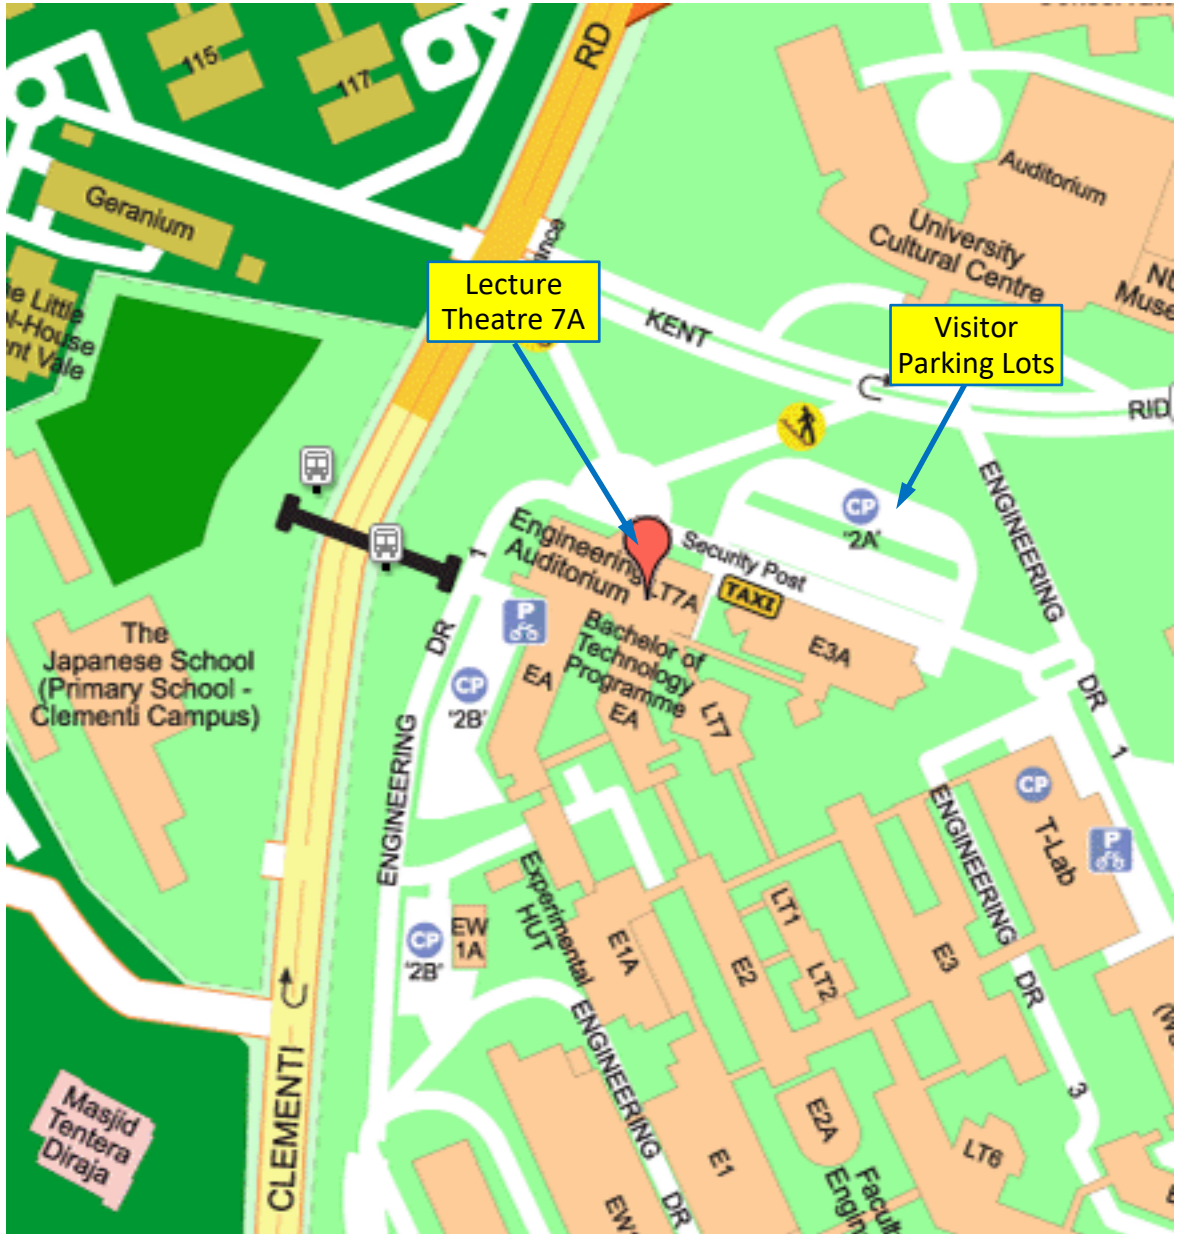 115
117
RD
Geranium
Auditorium
University
Cultural Centre
Lecture
Theatre 7A
Visitor
Parking Lots
KENT
CP
'2A'
ENGINEERING
DR
1
Engineering
Auditorium
LT7A
Security Post
TAXI
E3A
Bachelor of
Technology
Programme
P
EA
EA
LT7
The
Japanese School
(Primary School -
Clementi Campus)
1
DR
ENGINEERING
CP
'2B'
CP
T-Lab
P
ENGINEERING
DR
3
Experimental
HUT
EW
1A
CP
'2B'
E1A
E2
LT1
LT2
E3
ENGINEERING
DR
E1
E2A
LT6
CLEMENTI
Masjid
Tentera
Diraja